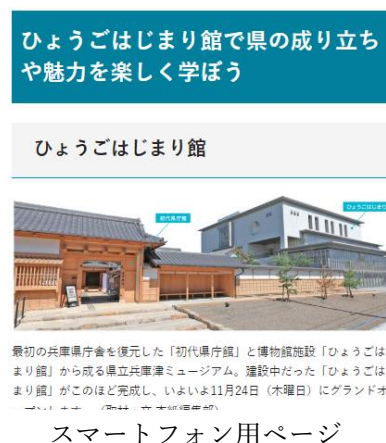 ひょうごはじまり館で県の成り立ち
や魅力を楽しく学ぼう
ひょうごはじまり館
初代県庁館
ひょうごはじまり
最初の兵庫県庁舎を復元した「初代県庁館」と博物館施設「ひょうごは
まり館」から成る県立兵庫津ミュージアム。建設中だった「ひょうごは
まり館」がこのほど完成し、いよいよ11月24日（木曜日）にグランドオ
スマートフォン用ページ